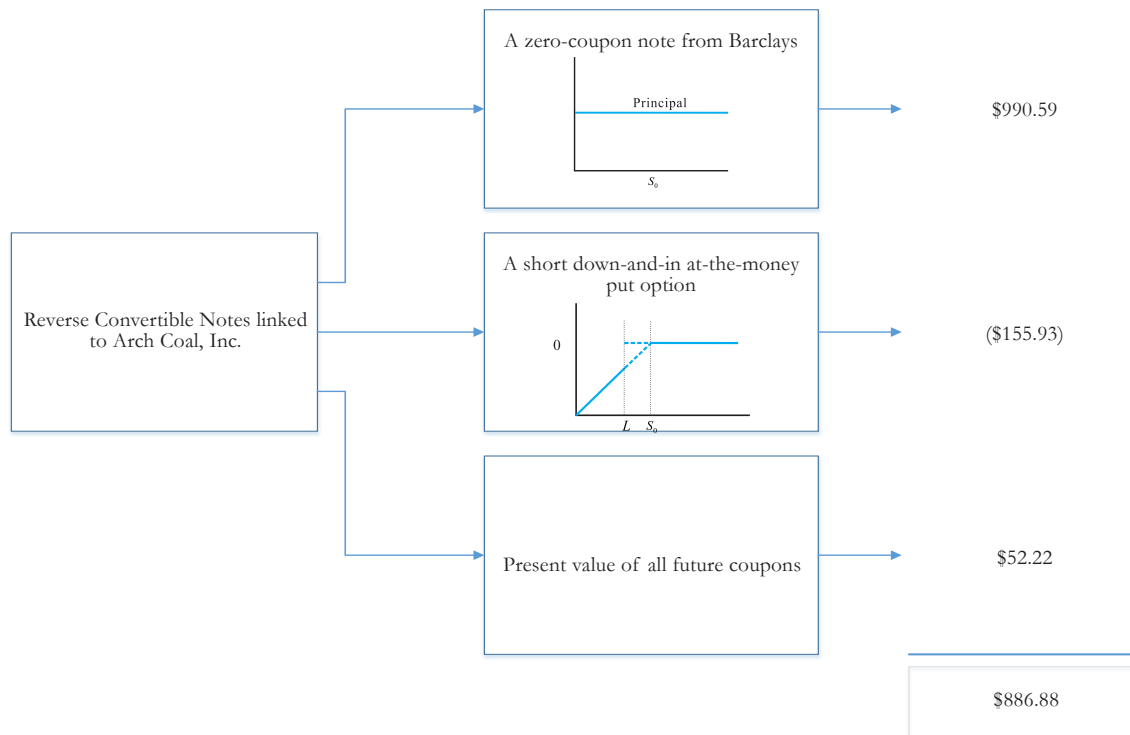 A zero-coupon note from Barclays
Principal
S₀
$990.59
Reverse Convertible Notes linked
to Arch Coal, Inc.
A short down-and-in at-the-money
put option
0
L S₀
($155.93)
Present value of all future coupons
$52.22
$886.88